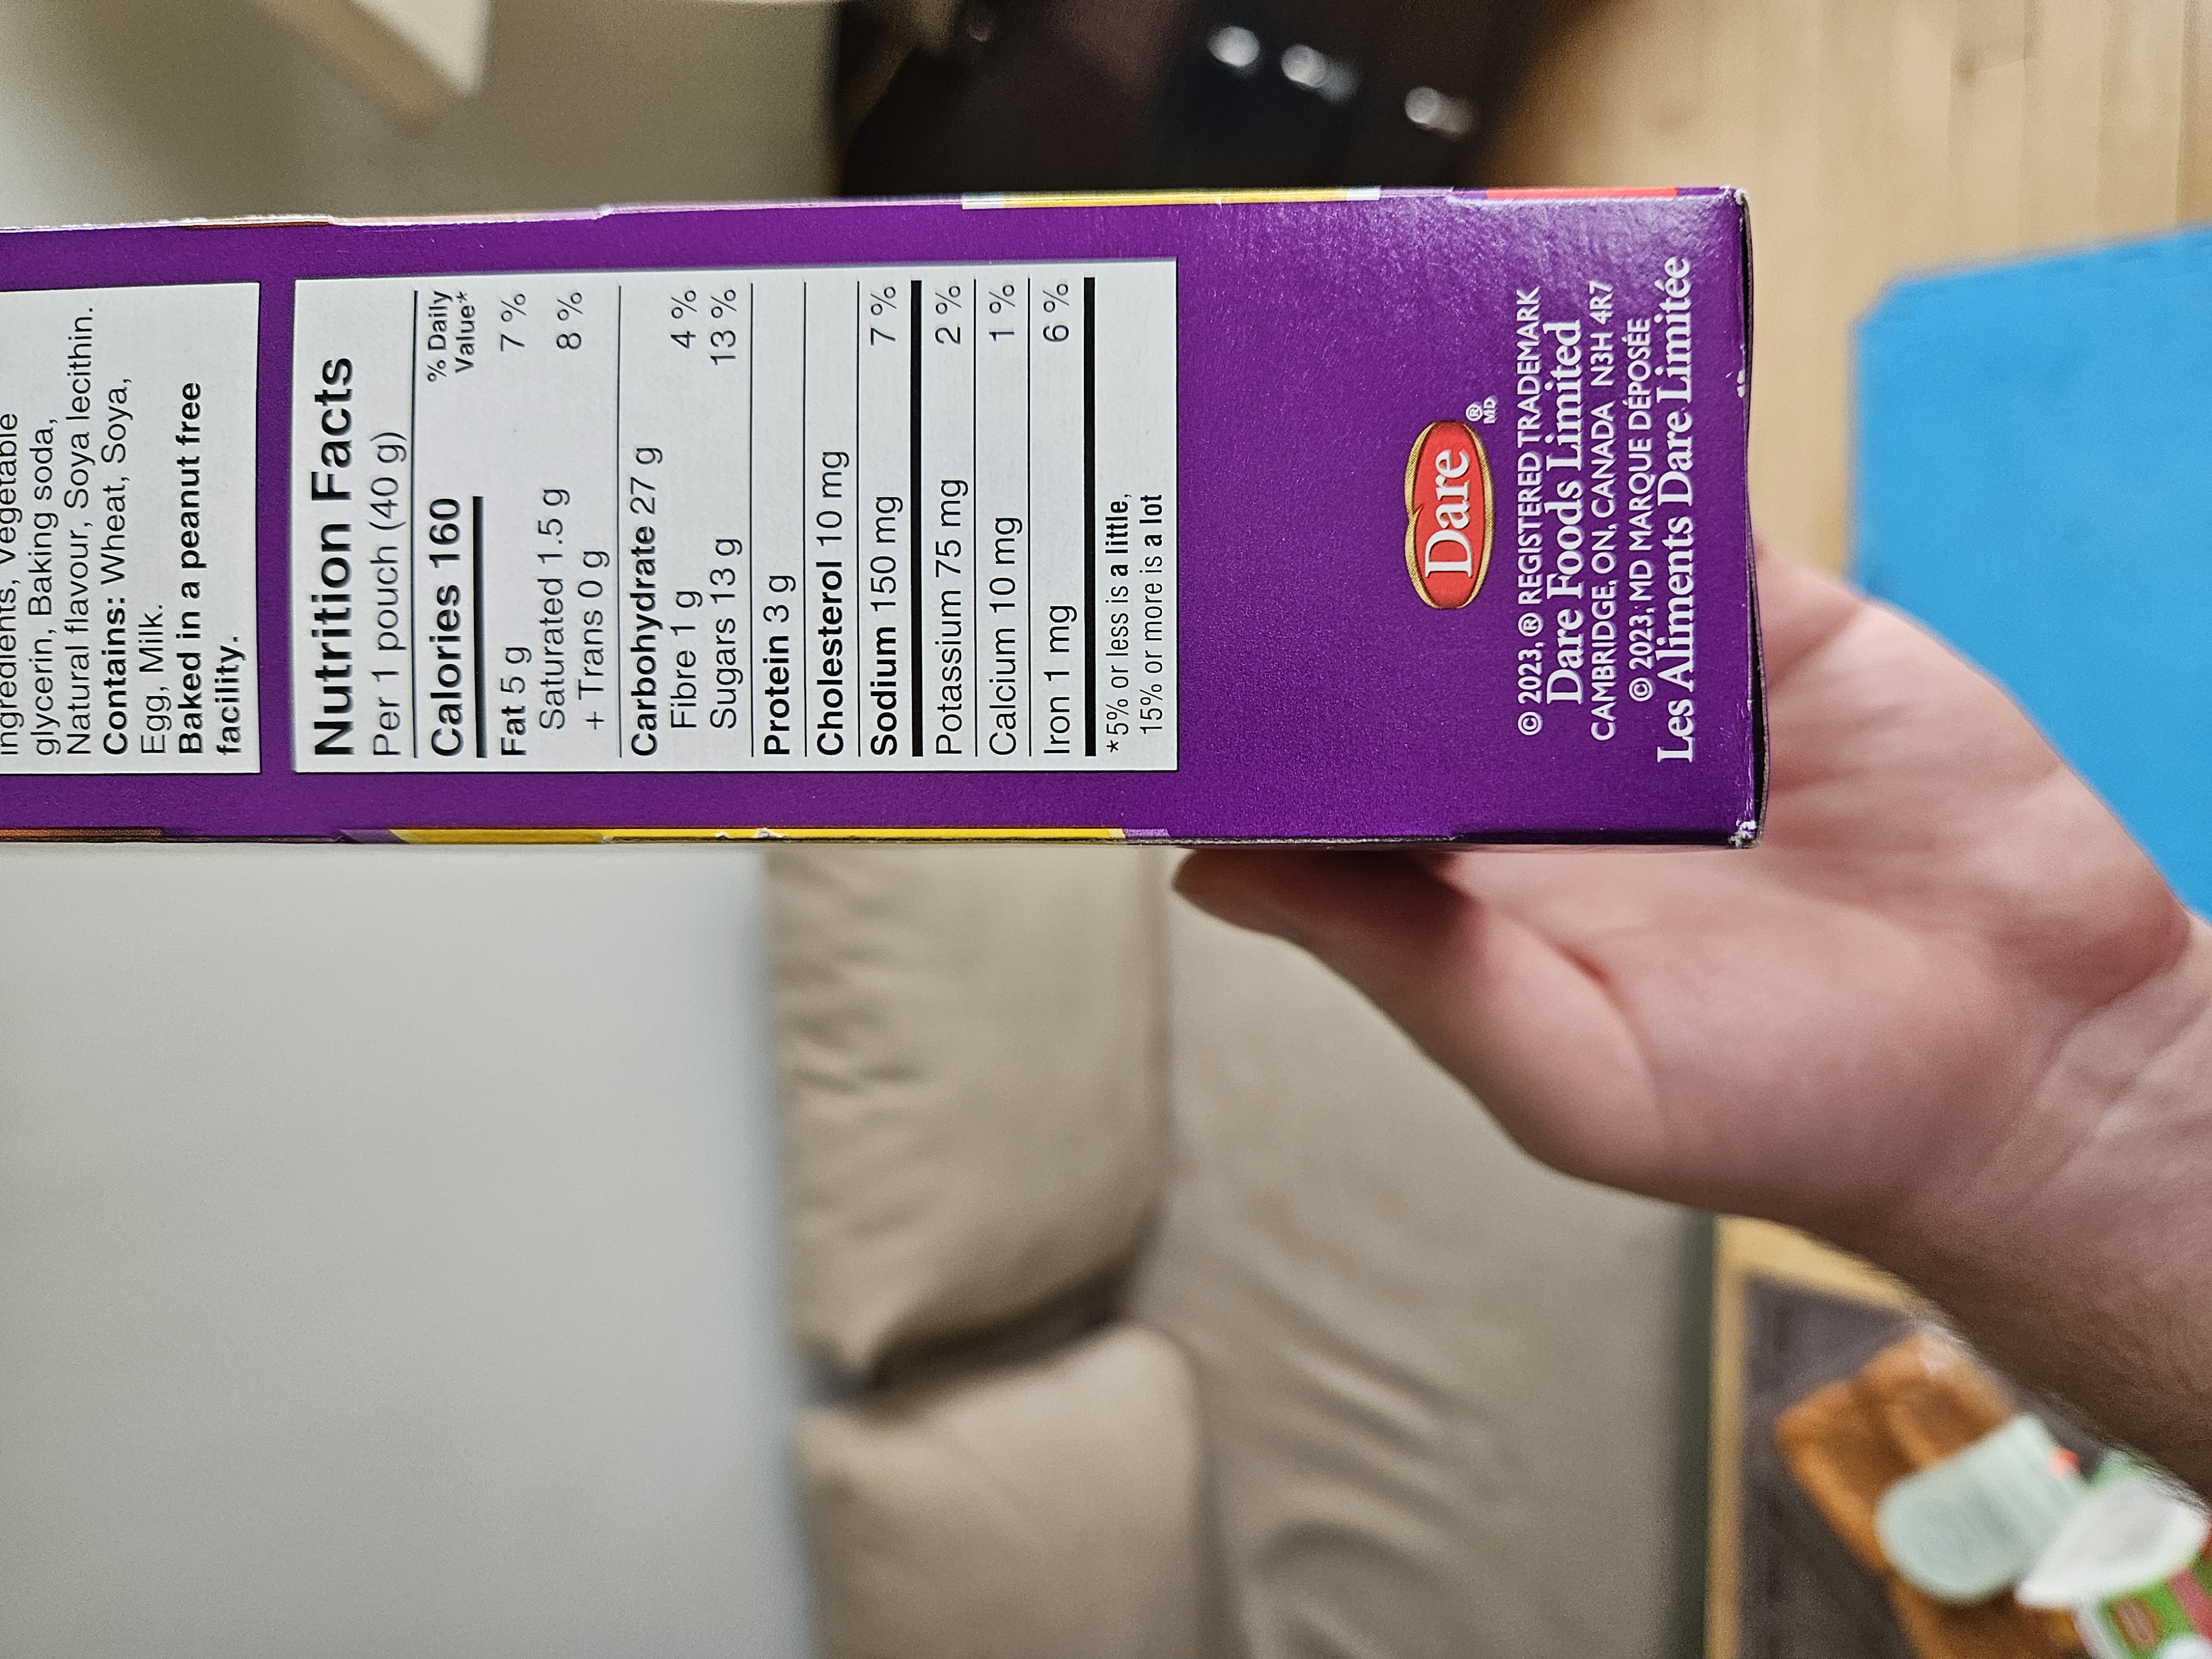 ingredients, Vegetable
glycerin, Baking soda,
Natural flavour, Soya lecithin.
Contains: Wheat, Soya,
Egg, Milk.
Baked in a peanut free
facility.
Nutrition Facts
Per 1 pouch (40 g)
Calories 160 % Daily
Value*
Fat 5 g 7 %
Saturated 1.5 g
8 %
+ Trans 0 g
Carbohydrate 27 g
Fibre 1 g 4 %
Sugars 13 g 13 %
Protein 3 g
Cholesterol 10 mg
Sodium 150 mg 7 %
Potassium 75 mg 2 %
Calcium 10 mg 1 %
Iron 1 mg 6 %
*5% or less is a little,
15% or more is a lot
Dare
®
MD
© 2023, ® REGISTERED TRADEMARK
Dare Foods Limited
CAMBRIDGE, ON, CANADA N3H 4R7
© 2023, MD MARQUE DÉPOSÉE
Les Aliments Dare Limitée